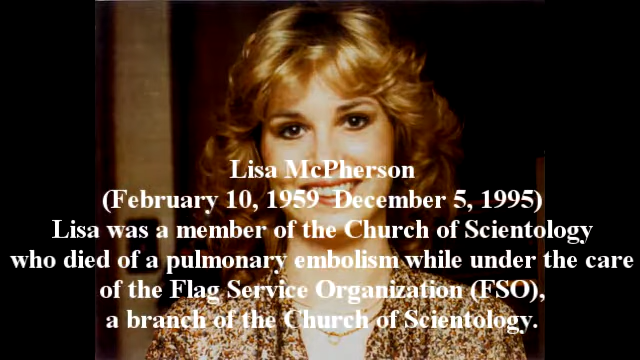 Lisa McPherson
(February 10, 1959 December 5, 1995)
Lisa was a member of the Church of Scientology
who died of a pulmonary embolism while under the care
of the Flag Service Organization (FSO),
a branch of the Church of Scientology.